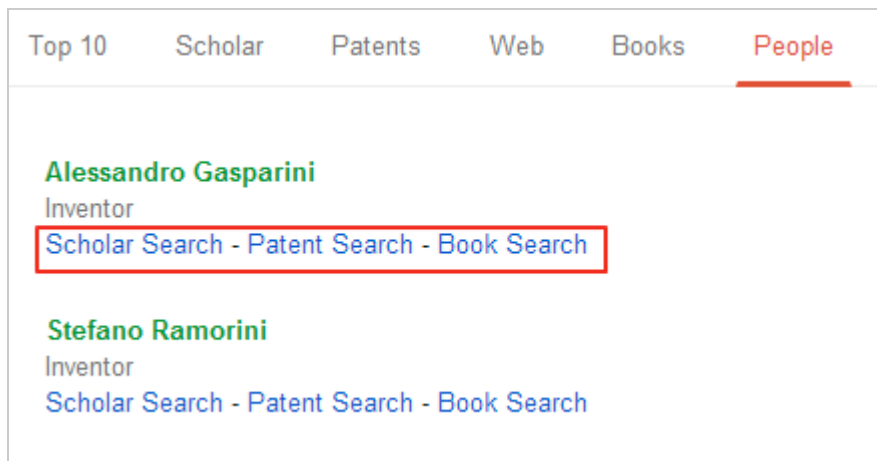 Top 10 Scholar Patents Web Books People
Alessandro Gasparini
Inventor
Scholar Search - Patent Search - Book Search
Stefano Ramorini
Inventor
Scholar Search - Patent Search - Book Search